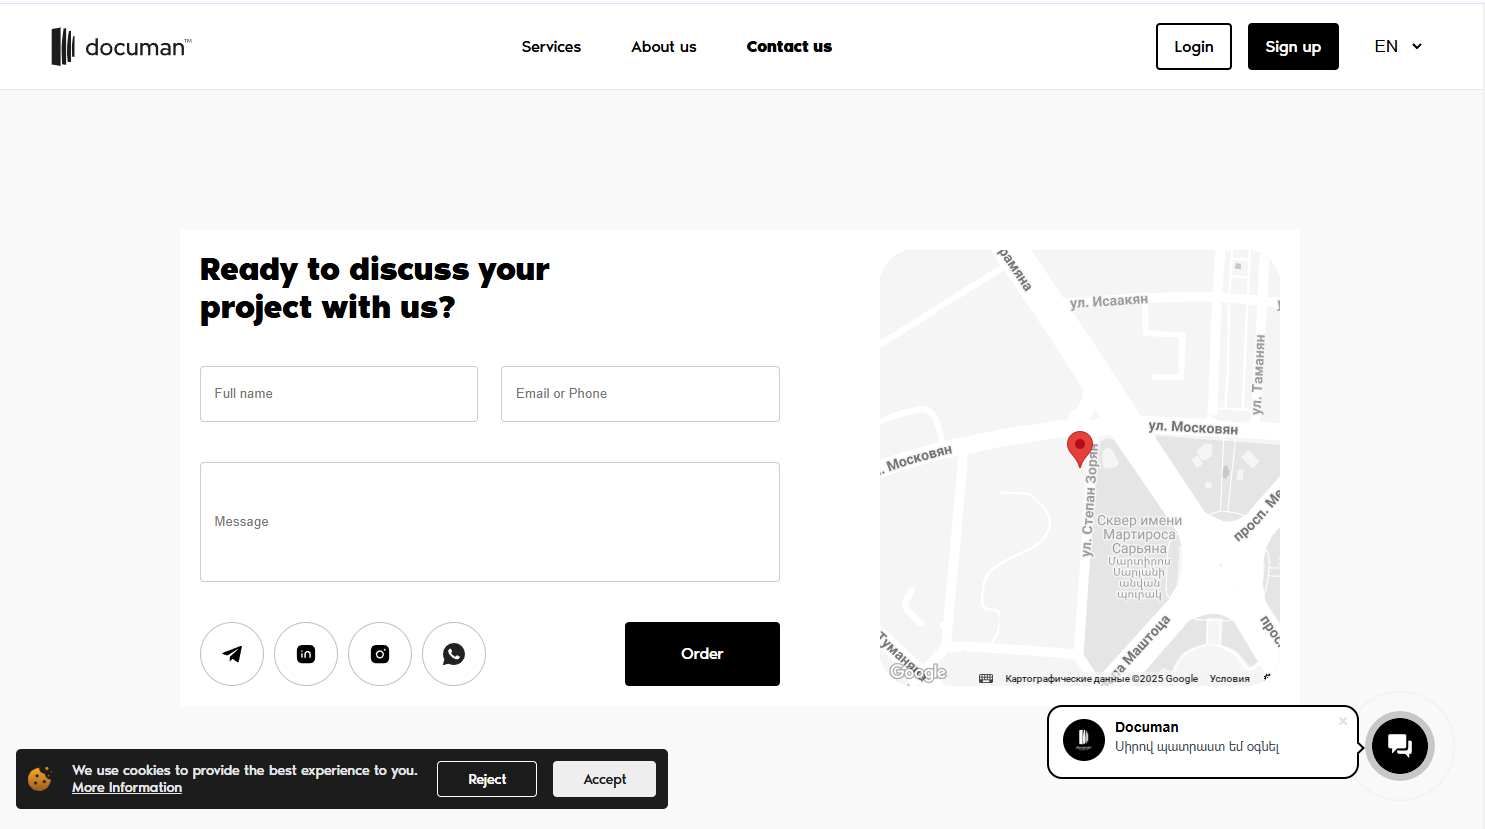 documan™
Services
About us
Contact us
Login
Sign up
EN
Ready to discuss your
project with us?
Full name
Email or Phone
Message
Order
ул. Исаакян
ул. Таманян
ул. Московян
. Московян
ул. Степан Зорян
Сквер имени
Мартироса
Сарьяна
Մարտիրոս
Սարյանի
անվան
պուրակ
просп. Ме
Туманян
ла Маштоца
прос
Google
Картографические данные ©2025 Google
Условия
Documan
Սիրով պատրաստ եմ օգնել
We use cookies to provide the best experience to you.
More Information
Reject
Accept